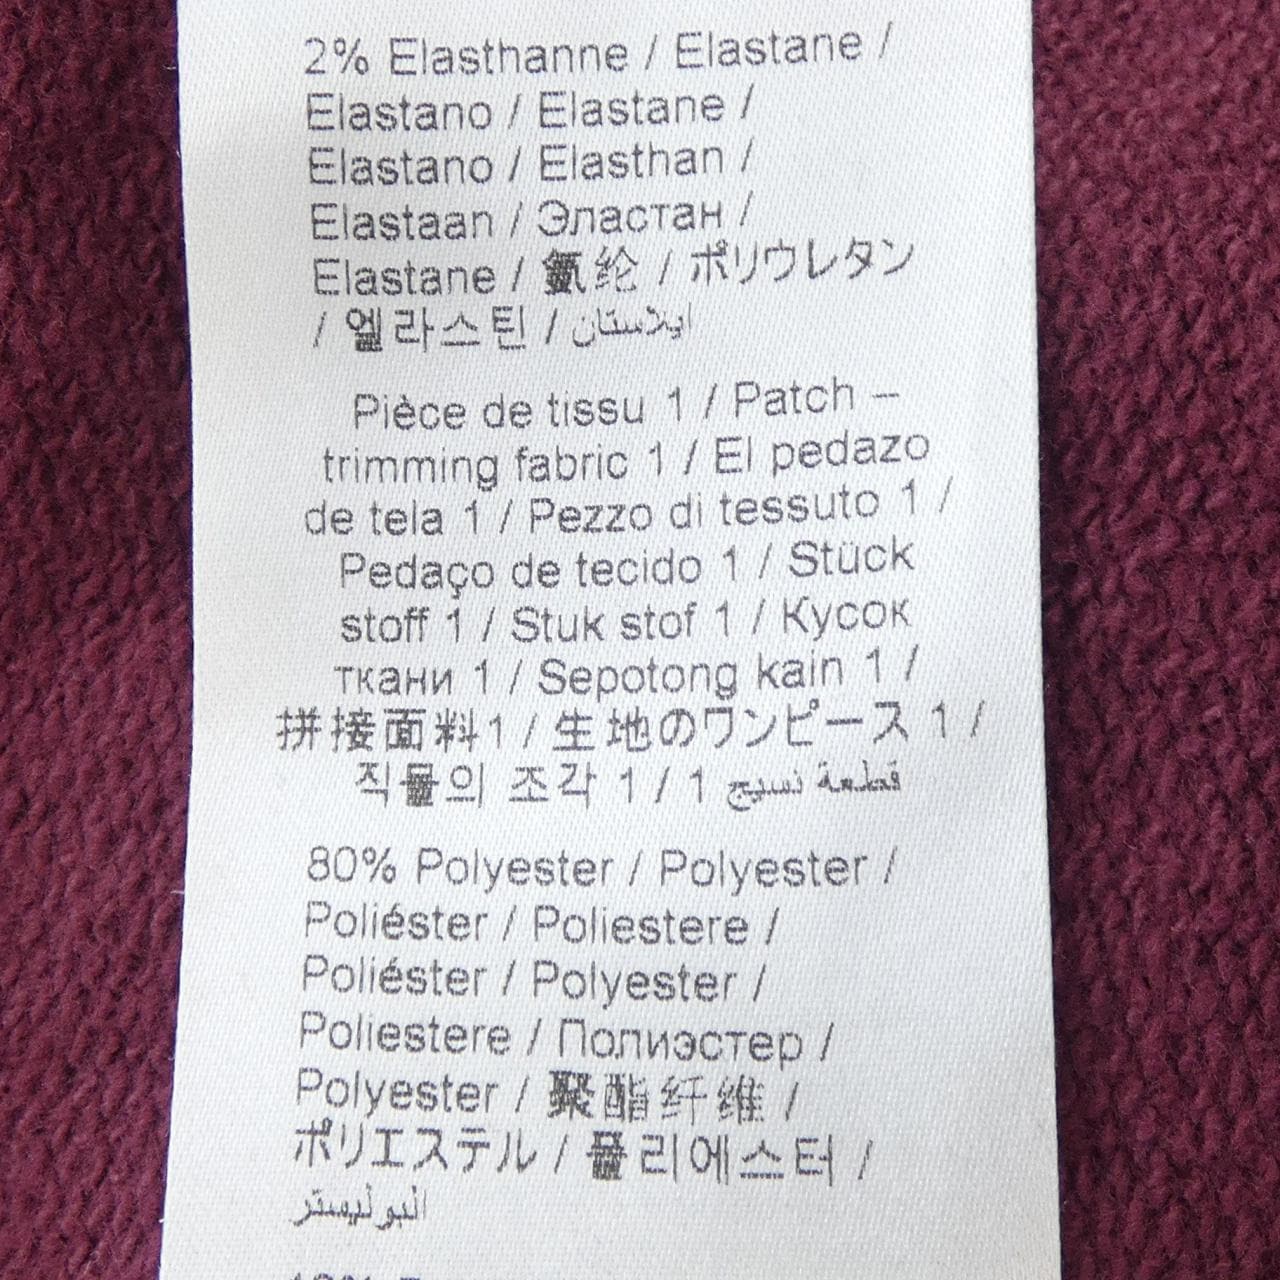 2% Elasthanne / Elastane /
Elastano / Elastane /
Elastano / Elasthan /
Elastaan / Эластан /
Elastane / 氨纶 / ポリウレタン
/ 엘라스틴 / ايلاستان
Pièce de tissu 1 / Patch –
trimming fabric 1 / El pedazo
de tela 1 / Pezzo di tessuto 1 /
Pedaço de tecido 1 / Stück
stoff 1 / Stuk stof 1 / Кусок
ткани 1 / Sepotong kain 1 /
拼接面料1 / 生地のワンピース 1 /
직물의 조각 1 / 1 قطعة نسيج
80% Polyester / Polyester /
Poliéster / Poliestere /
Poliéster / Polyester /
Poliestere / Полиэстер /
Polyester / 聚酯纤维 /
ポリエステル / 폴리에스터 /
البوليستر